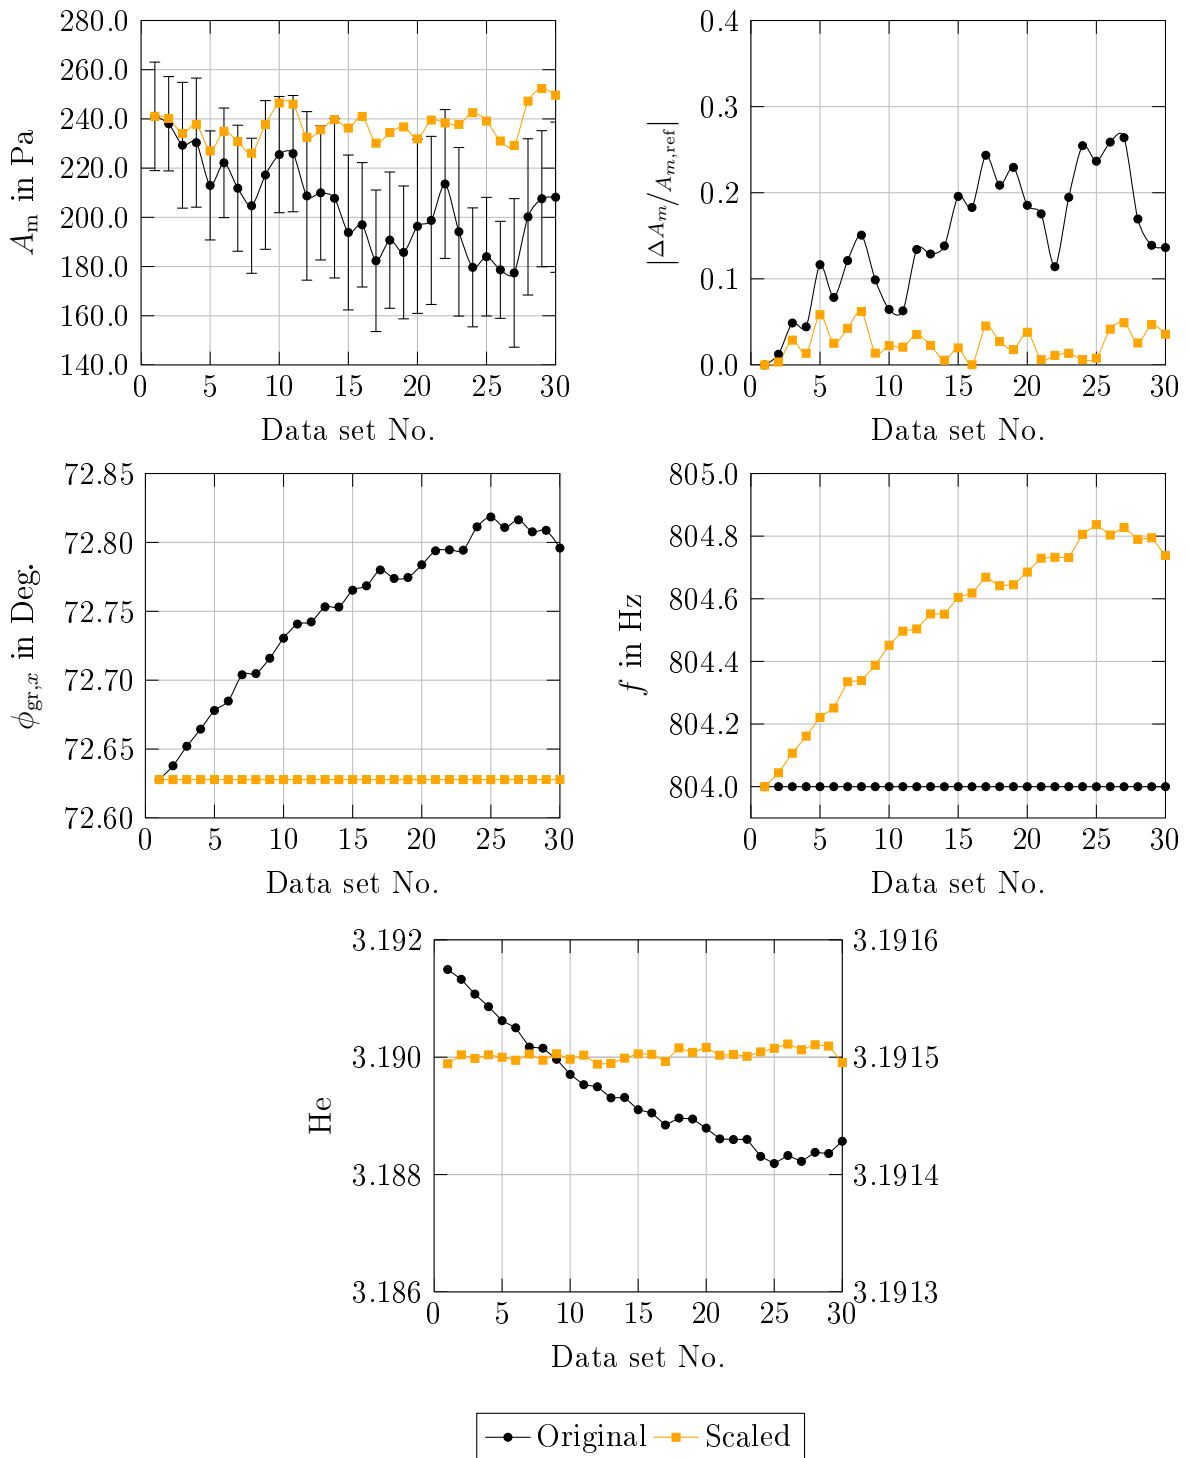 280.0
260.0
240.0
220.0
200.0
180.0
160.0
140.0
0 5 10 15 20 25 30
A_m in Pa
Data set No.
0.4
0.3
0.2
0.1
0.0
0 5 10 15 20 25 30
|ΔA_m/A_{m,ref}|
Data set No.
72.85
72.80
72.75
72.70
72.65
72.60
0 5 10 15 20 25 30
ϕ_{gr,x} in Deg.
Data set No.
805.0
804.8
804.6
804.4
804.2
804.0
0 5 10 15 20 25 30
f in Hz
Data set No.
3.192
3.190
3.188
3.186
3.1916
3.1915
3.1914
3.1913
0 5 10 15 20 25 30
He
Data set No.
Original Scaled